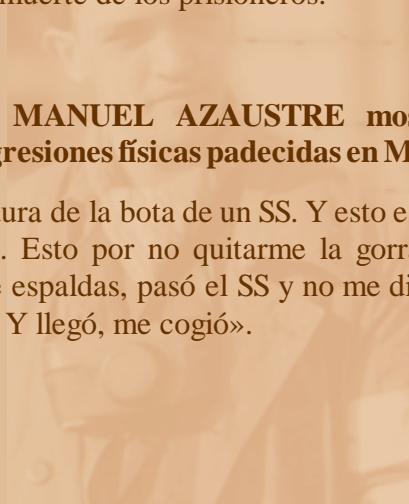 muerte de los prisioneros.
MANUEL AZAUSTRE mos
gresiones físicas padecidas en M
ura de la bota de un SS. Y esto e
. Esto por no quitarme la gorr
espaldas, pasó el SS y no me di
Y llegó, me cogió».